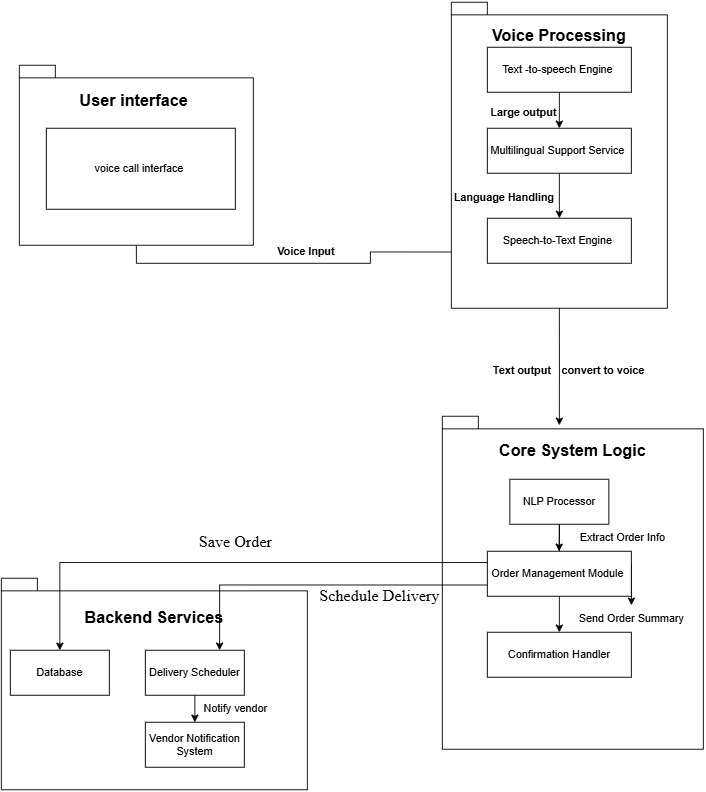 Voice Processing
Text -to-speech Engine
Large output
Multilingual Support Service
Language Handling
Speech-to-Text Engine
User interface
voice call interface
Voice Input
Text output
convert to voice
Core System Logic
NLP Processor
Extract Order Info
Order Management Module
Send Order Summary
Confirmation Handler
Save Order
Schedule Delivery
Backend Services
Database
Delivery Scheduler
Notify vendor
Vendor Notification
System